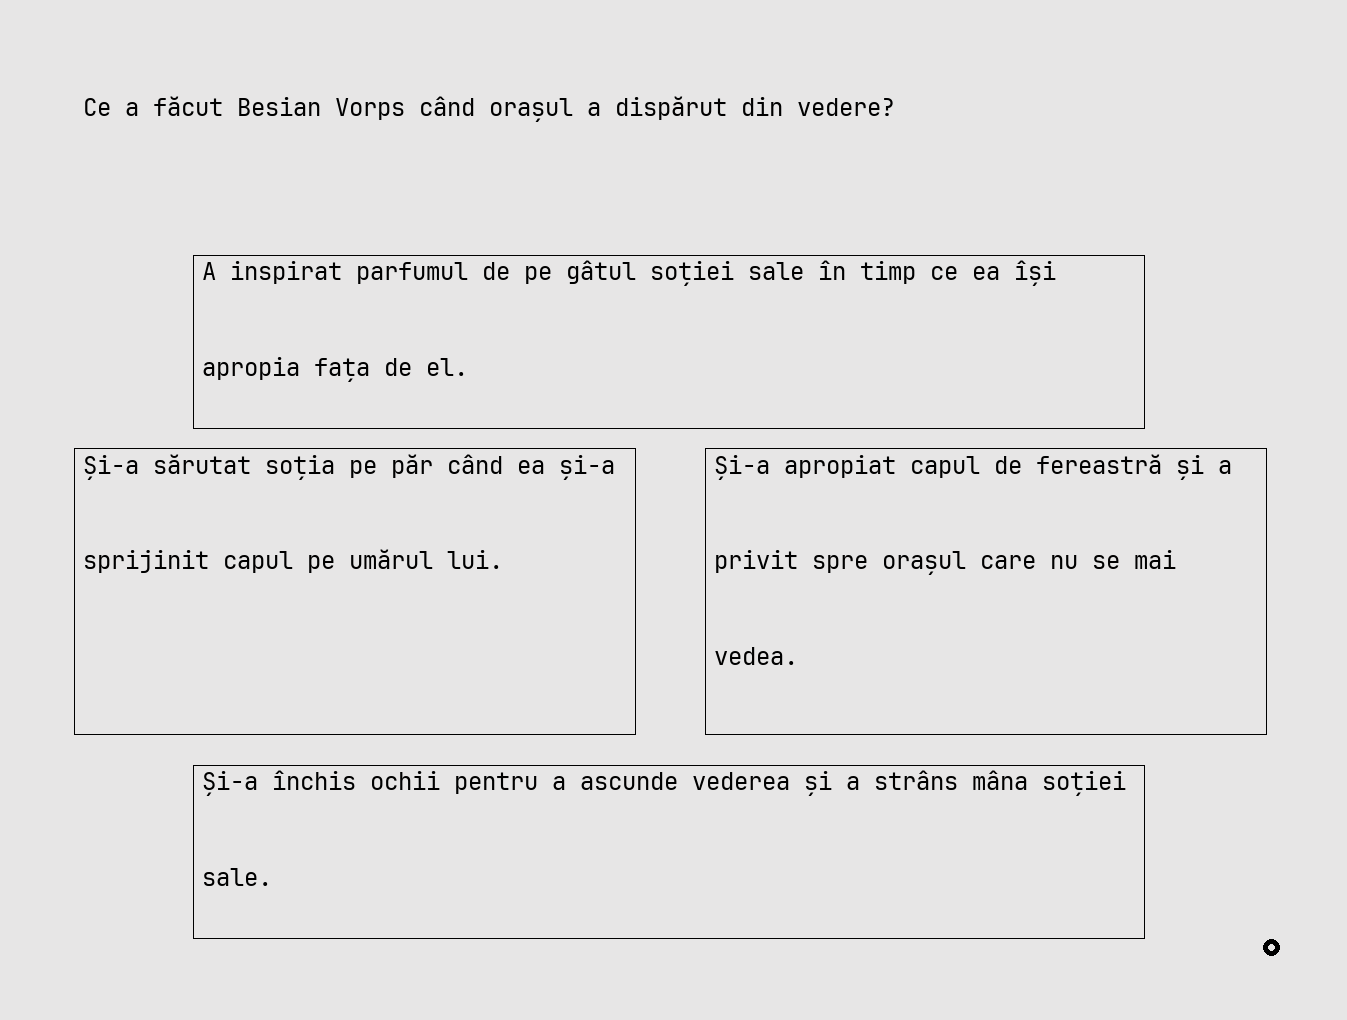 Ce a făcut Besian Vorps când orașul a dispărut din vedere?
A inspirat parfumul de pe gâtul soției sale în timp ce ea își
apropia fața de el.
Și-a sărutat soția pe păr când ea și-a
sprijinit capul pe umărul lui.
Și-a apropiat capul de fereastră și a
privit spre orașul care nu se mai
vedea.
Și-a închis ochii pentru a ascunde vederea și a strâns mâna soției
sale.